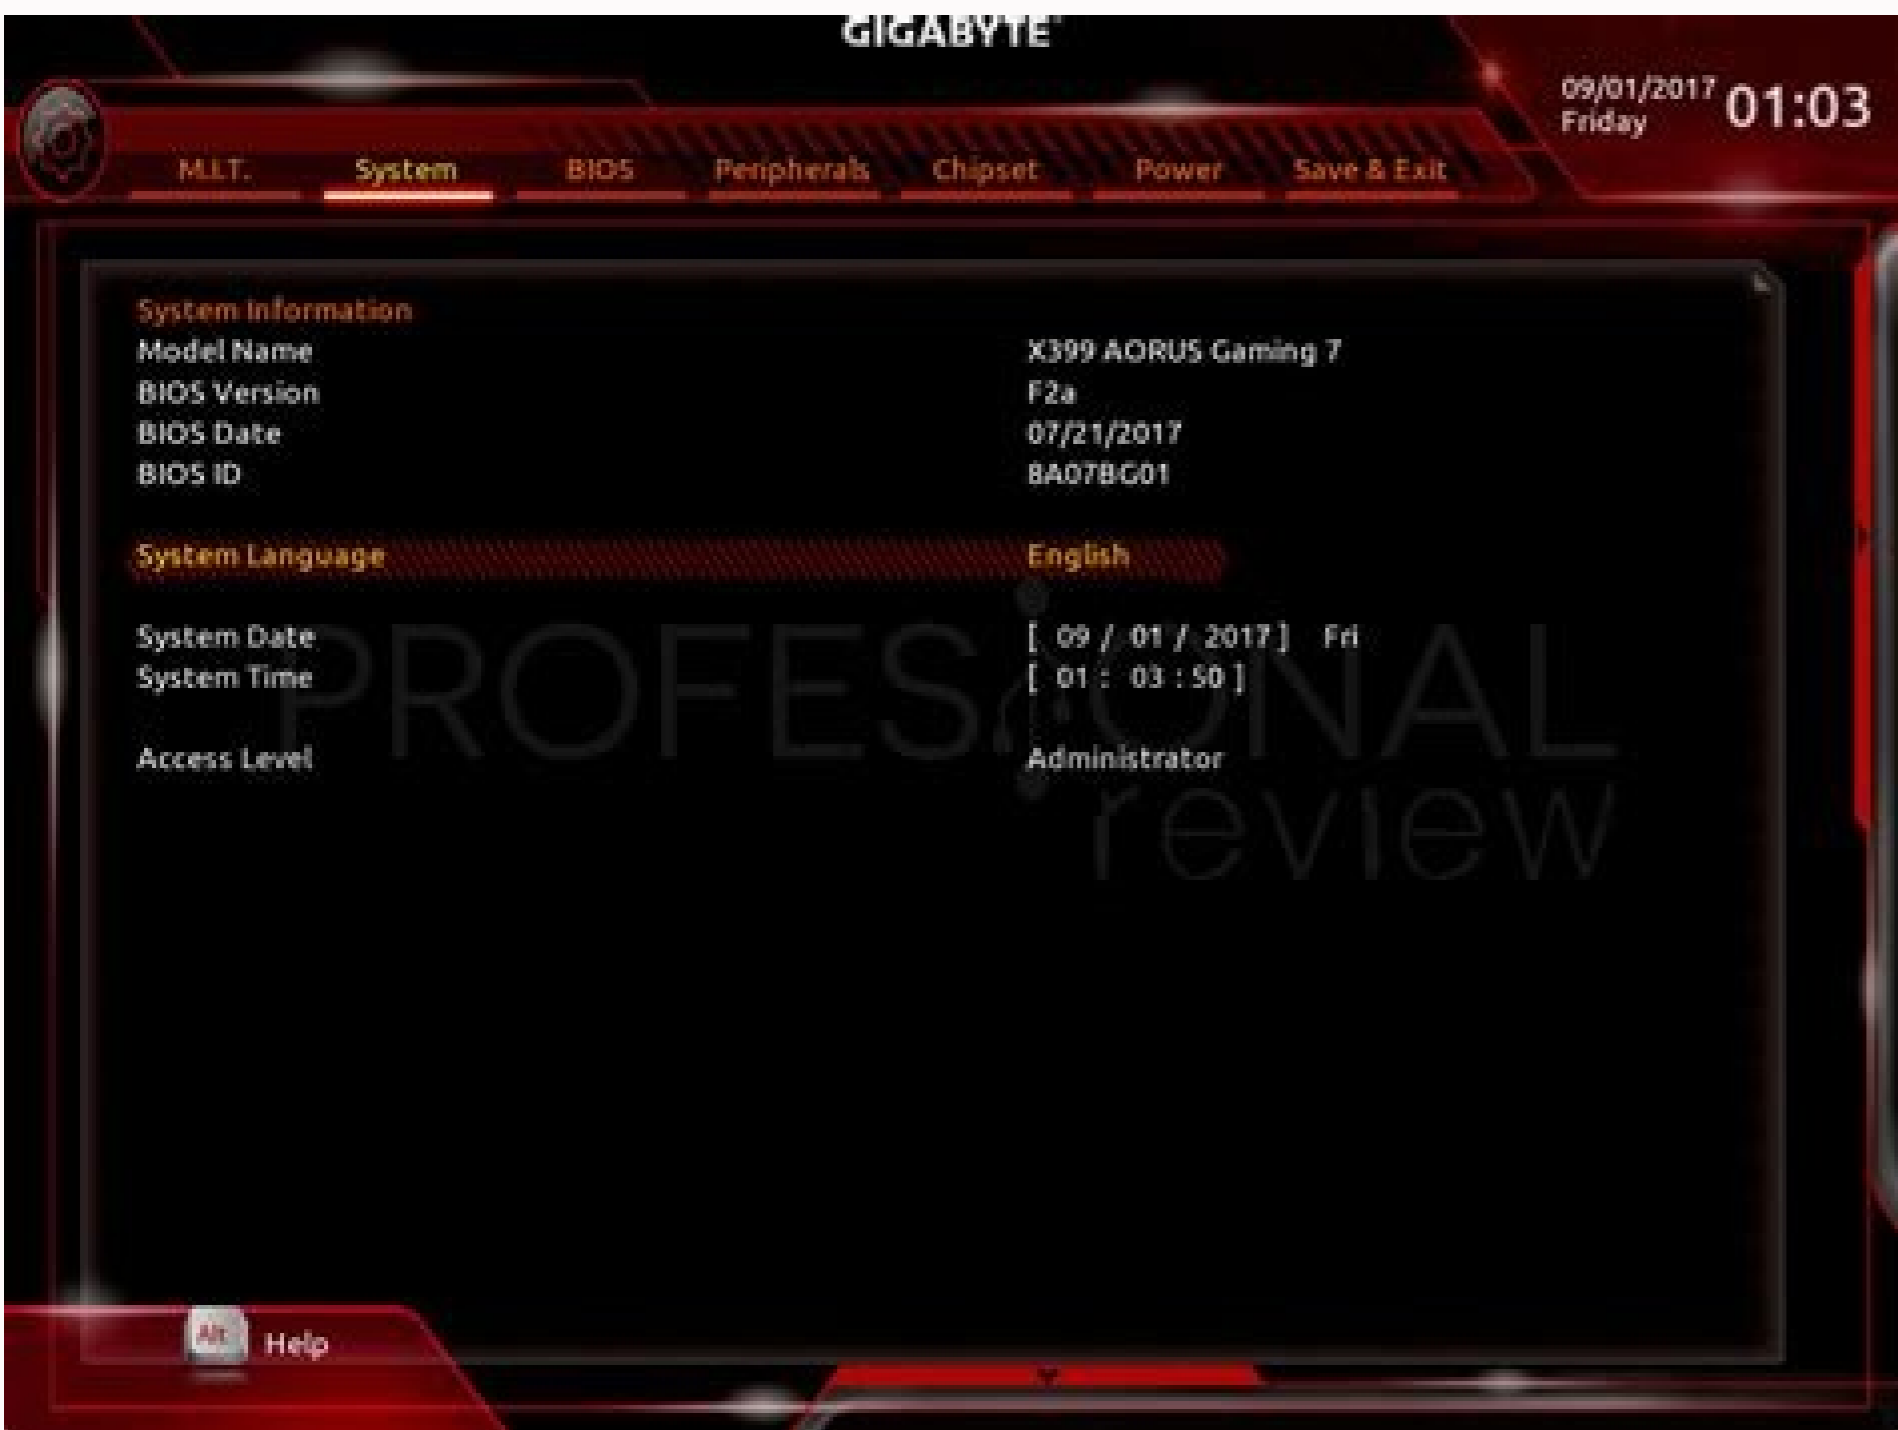 GIGABYTE
09/01/2017 01:03
Friday
M.I.T. System BIOS Peripherals Chipset Power Save & Exit
System Information
Model Name X399 AORUS Gaming 7
BIOS Version F2a
BIOS Date 07/21/2017
BIOS ID 8A07BG01
System Language English
System Date [ 09 / 01 / 2017 ] Fri
System Time [ 01 : 03 : 50 ]
PROFESIONAL
Access Level Administrator
review
Alt Help